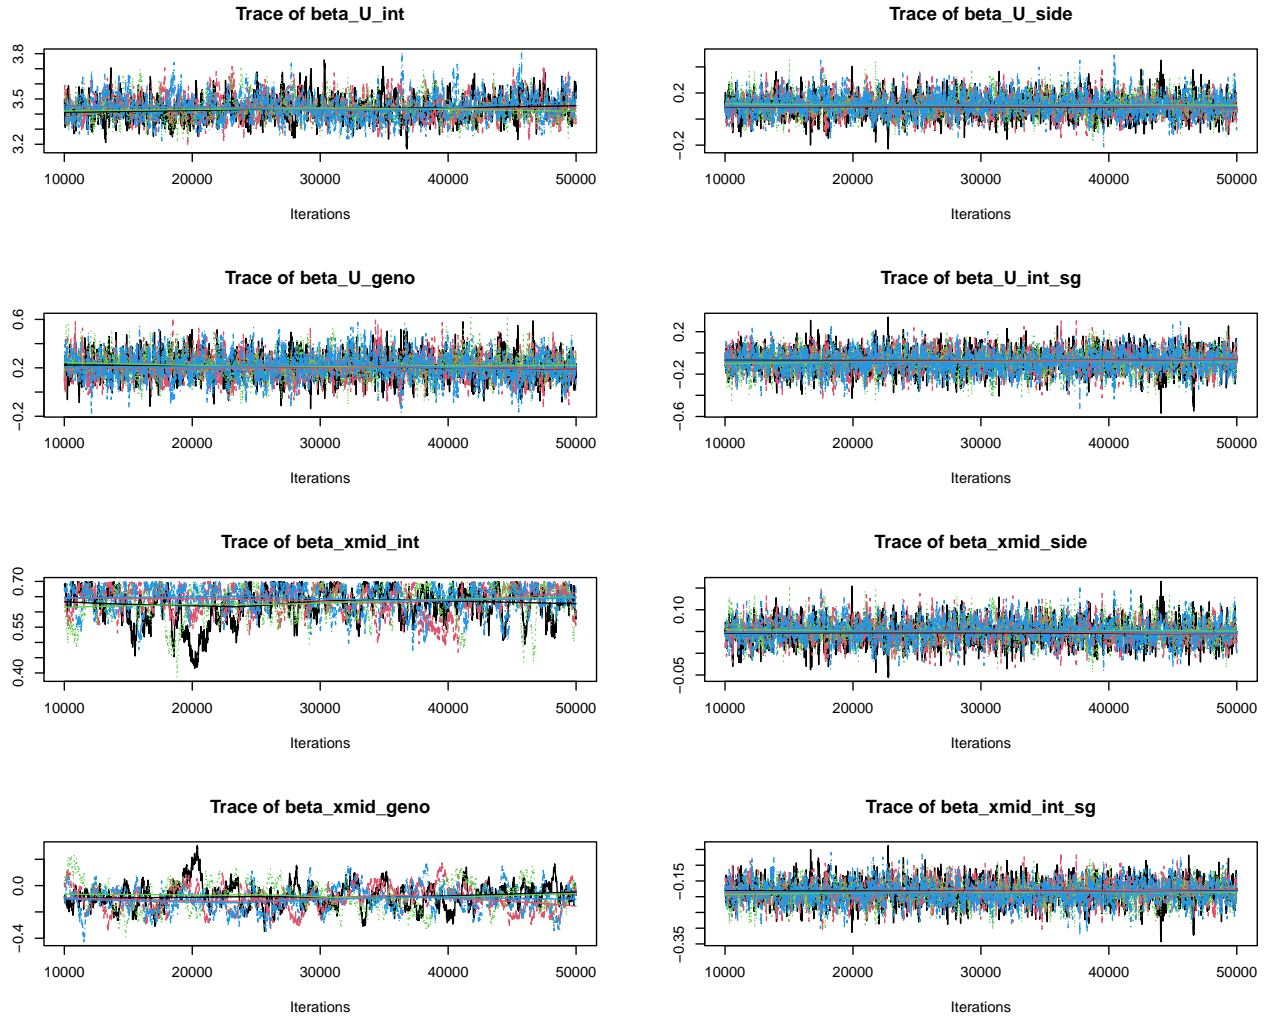 Trace of beta_U_int
3.2 3.5 3.8
10000 20000 30000 40000 50000
Iterations
Trace of beta_U_side
−0.2 0.2
10000 20000 30000 40000 50000
Iterations
Trace of beta_U_geno
−0.2 0.2 0.6
10000 20000 30000 40000 50000
Iterations
Trace of beta_U_int_sg
−0.6 −0.2 0.2
10000 20000 30000 40000 50000
Iterations
Trace of beta_xmid_int
0.40 0.55 0.70
10000 20000 30000 40000 50000
Iterations
Trace of beta_xmid_side
−0.05 0.10
10000 20000 30000 40000 50000
Iterations
Trace of beta_xmid_geno
−0.4 0.0
10000 20000 30000 40000 50000
Iterations
Trace of beta_xmid_int_sg
−0.35 −0.15
10000 20000 30000 40000 50000
Iterations